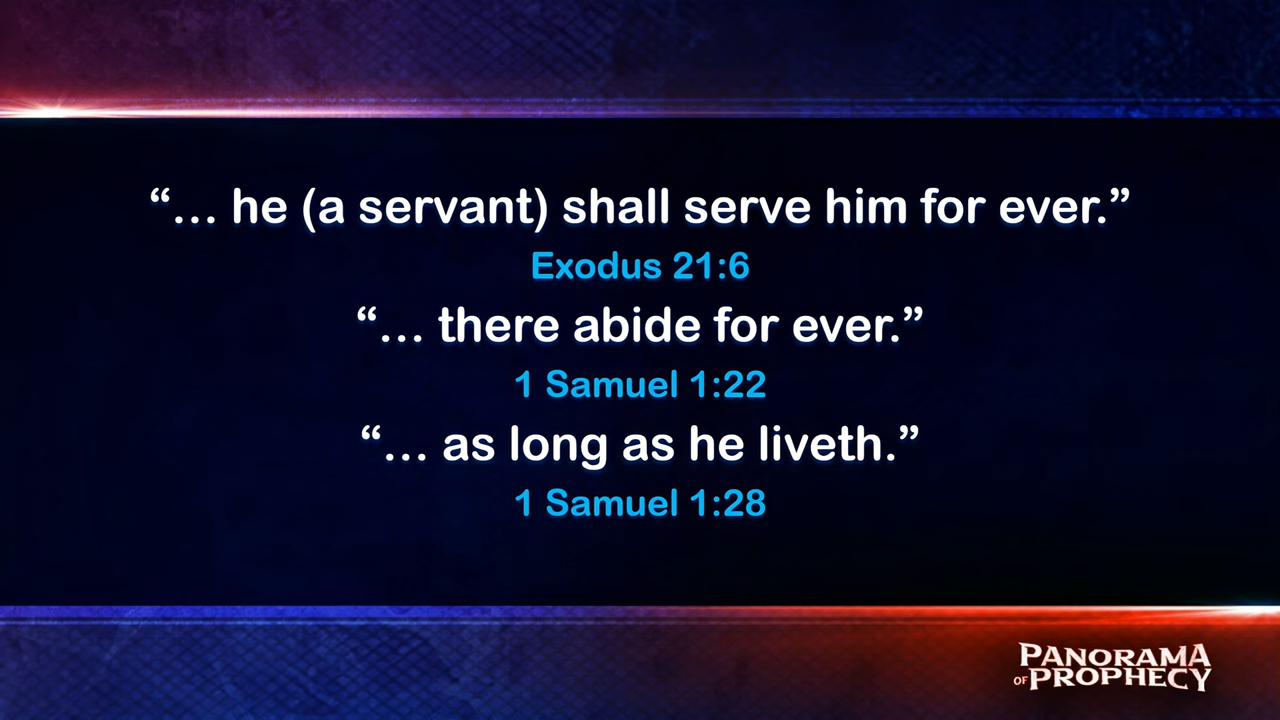 “… he (a servant) shall serve him for ever.”
Exodus 21:6
“… there abide for ever.”
1 Samuel 1:22
“… as long as he liveth.”
1 Samuel 1:28
PANORAMA
OF PROPHECY